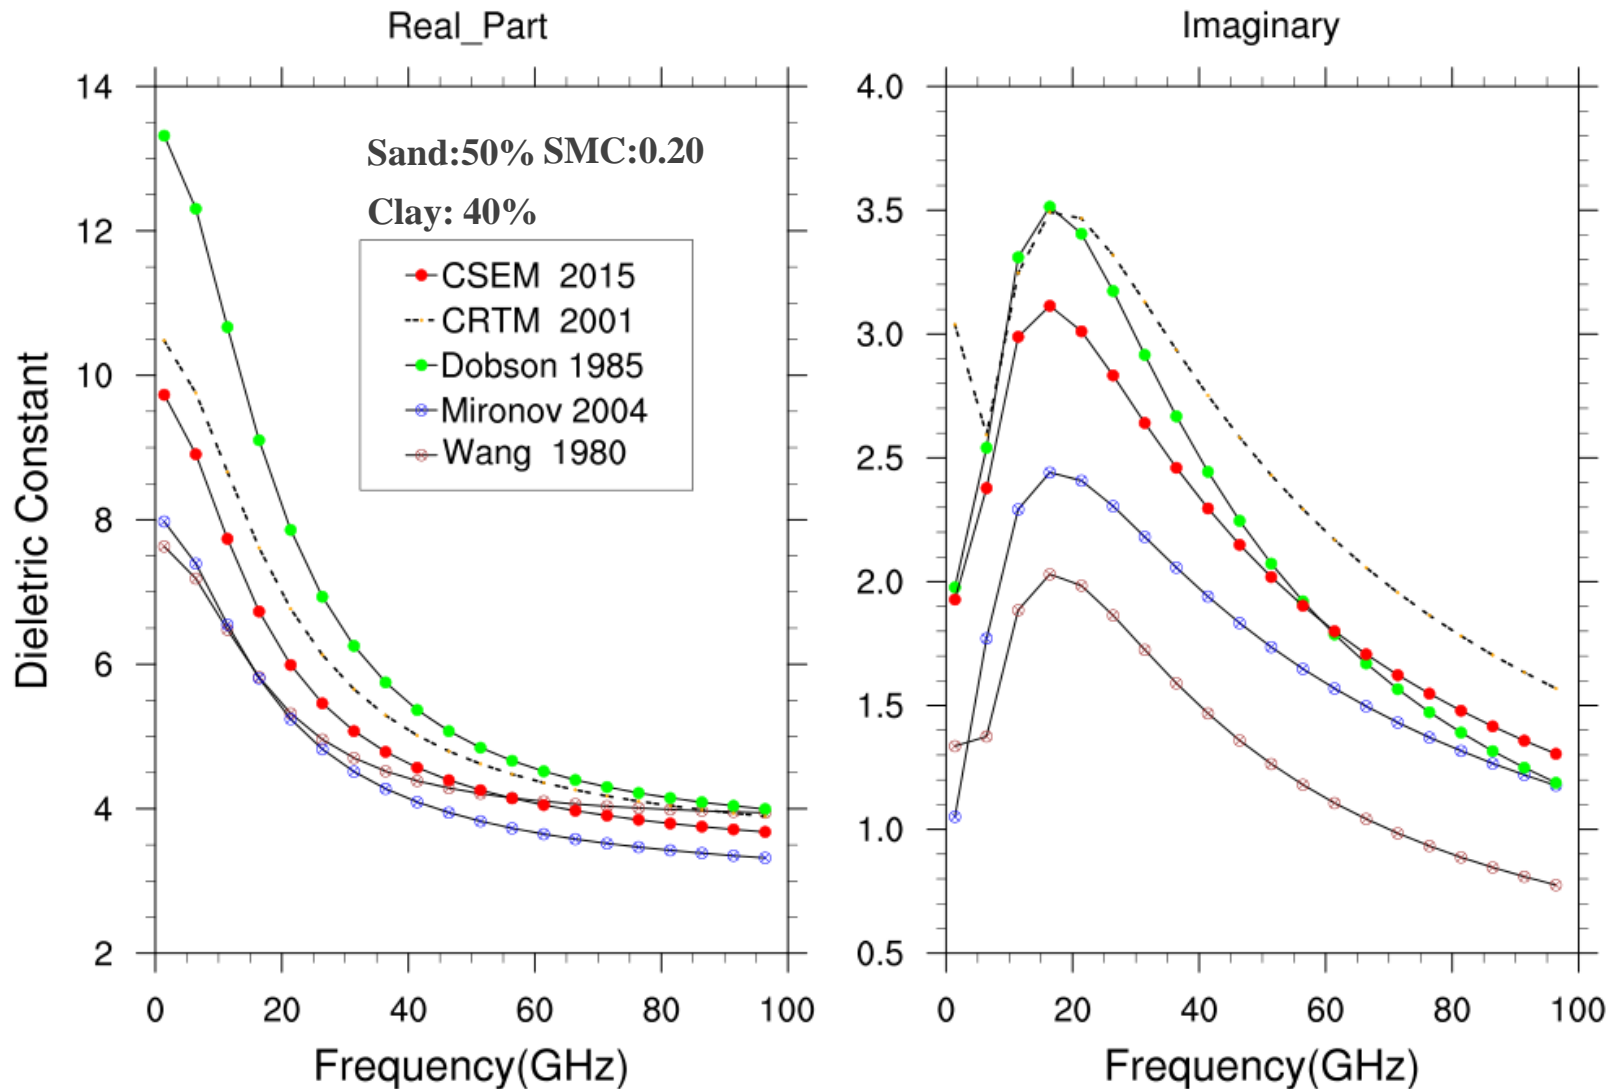 Real_Part
Imaginary
14
12
10
8
6
4
2
Dieletric Constant
Sand:50% SMC:0.20
Clay: 40%
CSEM 2015
CRTM 2001
Dobson 1985
Mironov 2004
Wang 1980
0 20 40 60 80 100
Frequency(GHz)
4.0
3.5
3.0
2.5
2.0
1.5
1.0
0.5
0 20 40 60 80 100
Frequency(GHz)